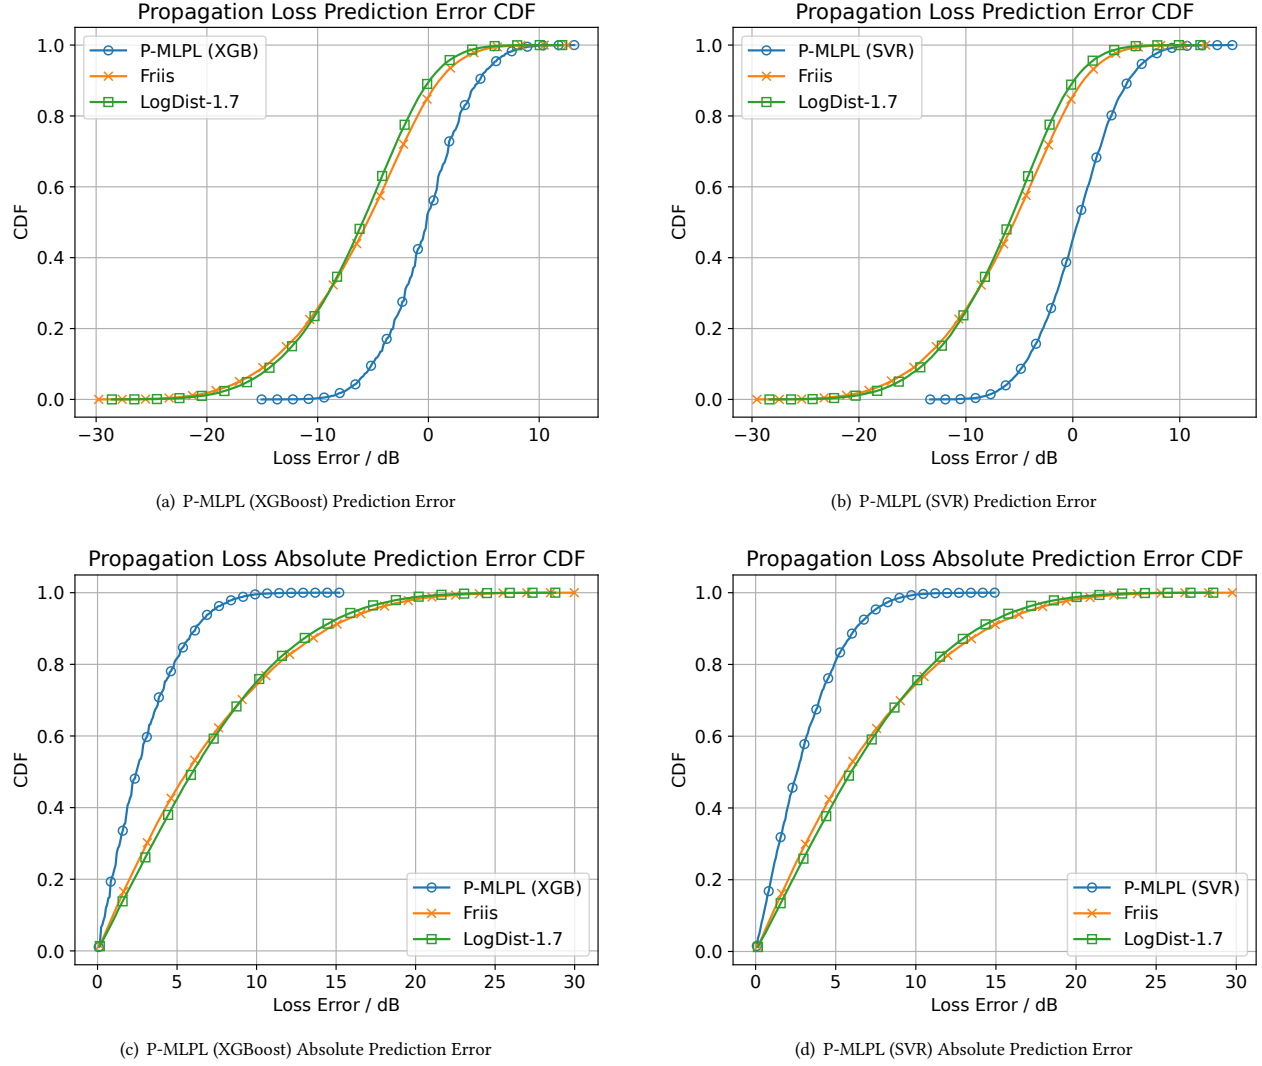 Propagation Loss Prediction Error CDF
1.0
0.8
0.6
0.4
0.2
0.0
CDF
P-MLPL (XGB)
Friis
LogDist-1.7
−30
−20
−10
0
10
Loss Error / dB
(a) P-MLPL (XGBoost) Prediction Error
Propagation Loss Prediction Error CDF
1.0
0.8
0.6
0.4
0.2
0.0
CDF
P-MLPL (SVR)
Friis
LogDist-1.7
−30
−20
−10
0
10
Loss Error / dB
(b) P-MLPL (SVR) Prediction Error
Propagation Loss Absolute Prediction Error CDF
1.0
0.8
0.6
0.4
0.2
0.0
CDF
P-MLPL (XGB)
Friis
LogDist-1.7
0
5
10
15
20
25
30
Loss Error / dB
(c) P-MLPL (XGBoost) Absolute Prediction Error
Propagation Loss Absolute Prediction Error CDF
1.0
0.8
0.6
0.4
0.2
0.0
CDF
P-MLPL (SVR)
Friis
LogDist-1.7
0
5
10
15
20
25
30
Loss Error / dB
(d) P-MLPL (SVR) Absolute Prediction Error